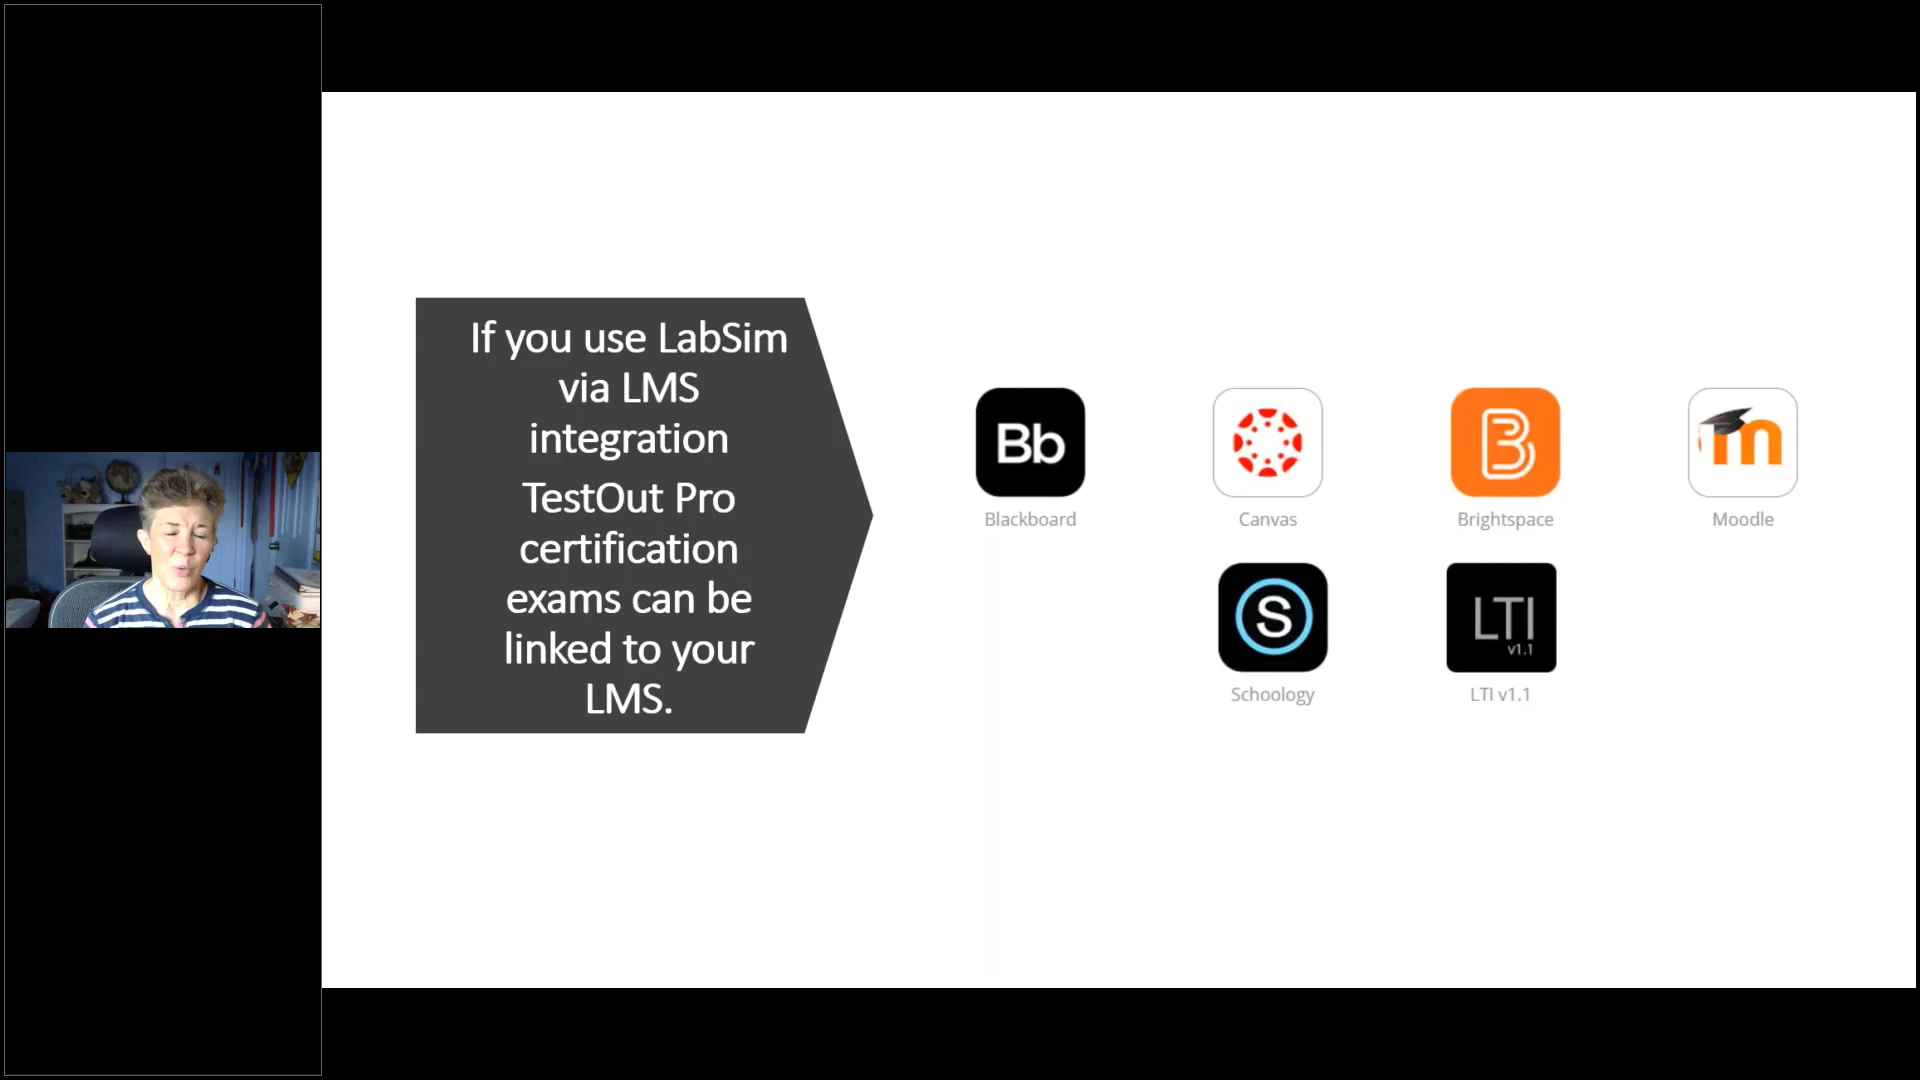 If you use LabSim
via LMS
integration
TestOut Pro
certification
exams can be
linked to your
LMS.
Bb
Blackboard
Canvas
B
Brightspace
m
Moodle
S
Schoology
LTI
v1.1
LTI v1.1